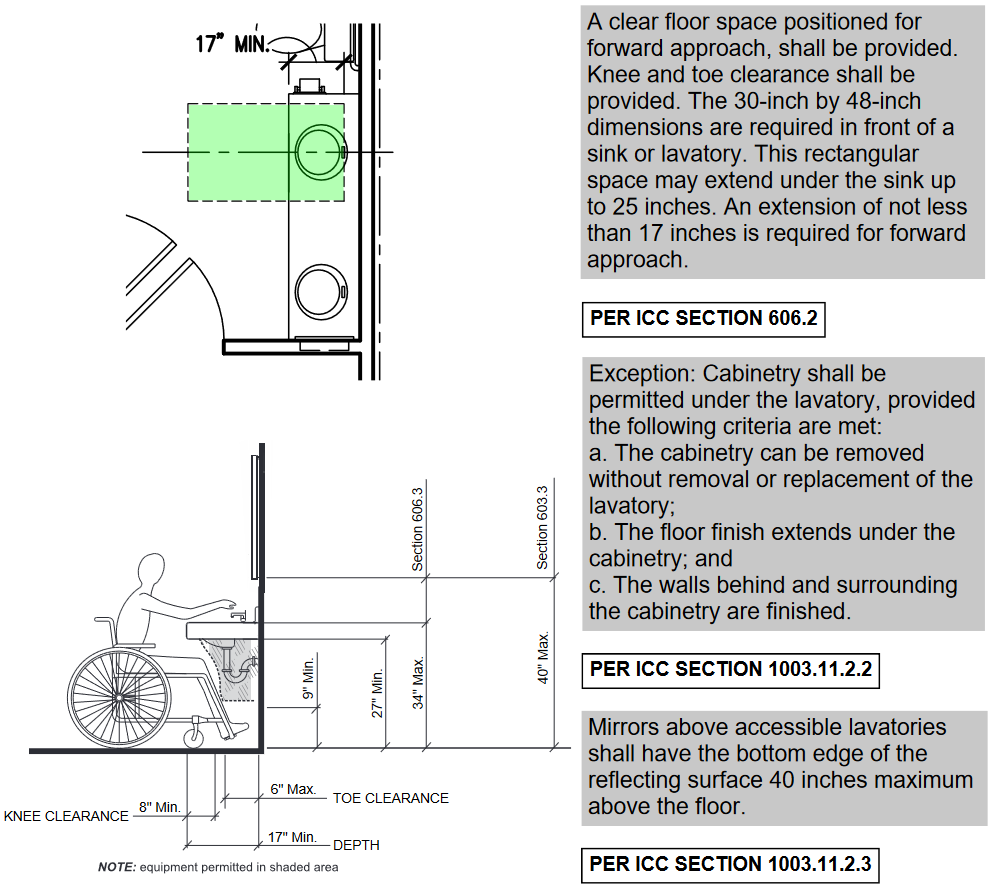 17" MIN.
A clear floor space positioned for
forward approach, shall be provided.
Knee and toe clearance shall be
provided. The 30-inch by 48-inch
dimensions are required in front of a
sink or lavatory. This rectangular
space may extend under the sink up
to 25 inches. An extension of not less
than 17 inches is required for forward
approach.
PER ICC SECTION 606.2
Exception: Cabinetry shall be
permitted under the lavatory, provided
the following criteria are met:
a. The cabinetry can be removed
without removal or replacement of the
lavatory;
b. The floor finish extends under the
cabinetry; and
c. The walls behind and surrounding
the cabinetry are finished.
PER ICC SECTION 1003.11.2.2
Mirrors above accessible lavatories
shall have the bottom edge of the
reflecting surface 40 inches maximum
above the floor.
PER ICC SECTION 1003.11.2.3
Section 606.3
Section 603.3
9" Min.
27" Min.
34" Max.
40" Max.
6" Max.
TOE CLEARANCE
KNEE CLEARANCE
8" Min.
17" Min.
DEPTH
NOTE: equipment permitted in shaded area